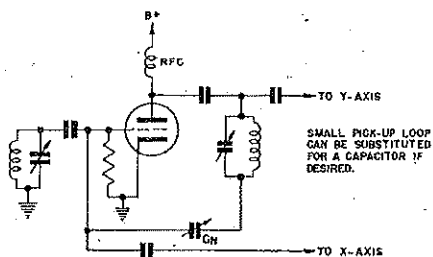 B+
RFC
TO Y-AXIS
SMALL PICK-UP LOOP
CAN BE SUBSTITUTED
FOR A CAPACITOR IF
DESIRED.
CN
TO X-AXIS